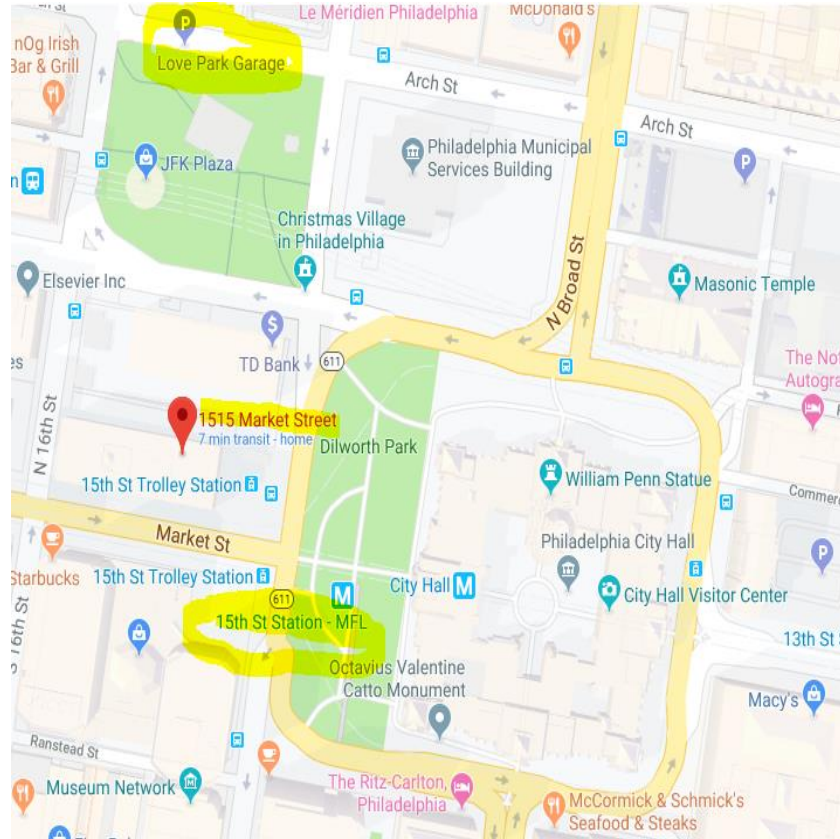 Le Méridien Philadelphia
McDonald's
nOg Irish
Bar & Grill
P
Love Park Garage
Arch St
Arch St
JFK Plaza
Philadelphia Municipal
Services Building
P
Christmas Village
in Philadelphia
N Broad St
Elsevier Inc
Masonic Temple
$
TD Bank
611
The Not
Autogra
1515 Market Street
7 min transit - home
N 16th St
Dilworth Park
15th St Trolley Station
William Penn Statue
Commerc
Market St
Philadelphia City Hall
P
Starbucks
15th St Trolley Station
City Hall
M
M
City Hall Visitor Center
611
15th St Station - MFL
S 16th St
13th St S
Octavius Valentine
Catto Monument
Macy's
Ranstead St
Museum Network
The Ritz-Carlton,
Philadelphia
McCormick & Schmick's
Seafood & Steaks